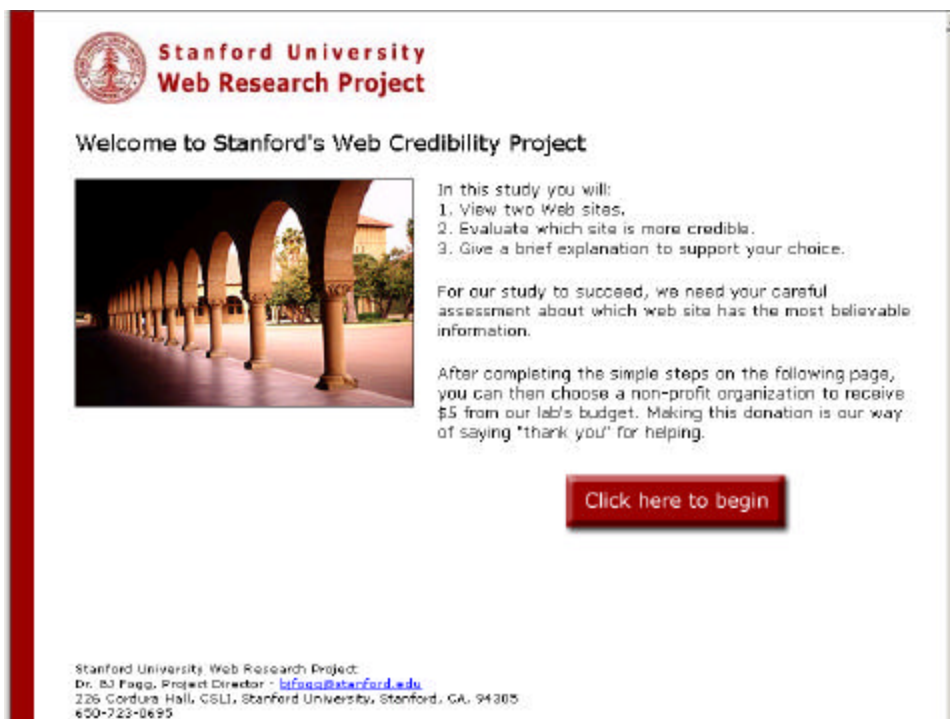 Stanford University
Web Research Project
Welcome to Stanford's Web Credibility Project
In this study you will:
1. View two Web sites.
2. Evaluate which site is more credible.
3. Give a brief explanation to support your choice.
For our study to succeed, we need your careful
assessment about which web site has the most believable
information.
After completing the simple steps on the following page,
you can then choose a non-profit organization to receive
$5 from our lab's budget. Making this donation is our way
of saying "thank you" for helping.
Click here to begin
Stanford University Web Research Project
Dr. BJ Fogg, Project Director - bjfogg@stanford.edu
226 Cordura Hall, CSLI, Stanford University, Stanford, CA, 94305
650-723-0695